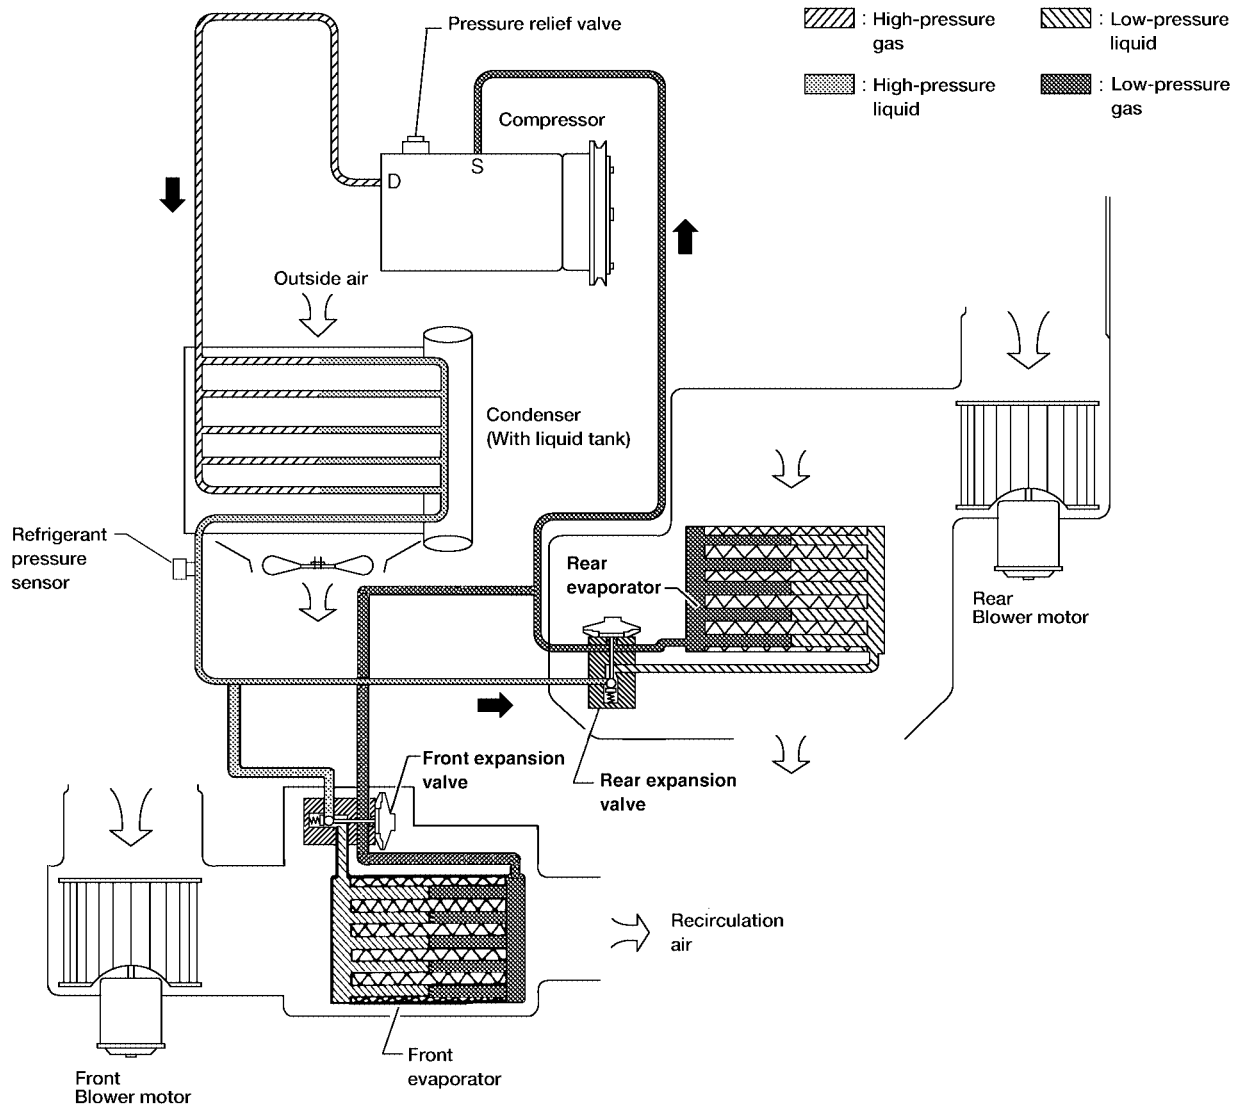 Pressure relief valve
: High-pressure
gas
: Low-pressure
liquid
: High-pressure
liquid
: Low-pressure
gas
Compressor
S
D
Outside air
Condenser
(With liquid tank)
Refrigerant
pressure
sensor
Rear
evaporator
Rear
Blower motor
Front expansion
valve
Rear expansion
valve
Recirculation
air
Front
evaporator
Front
Blower motor